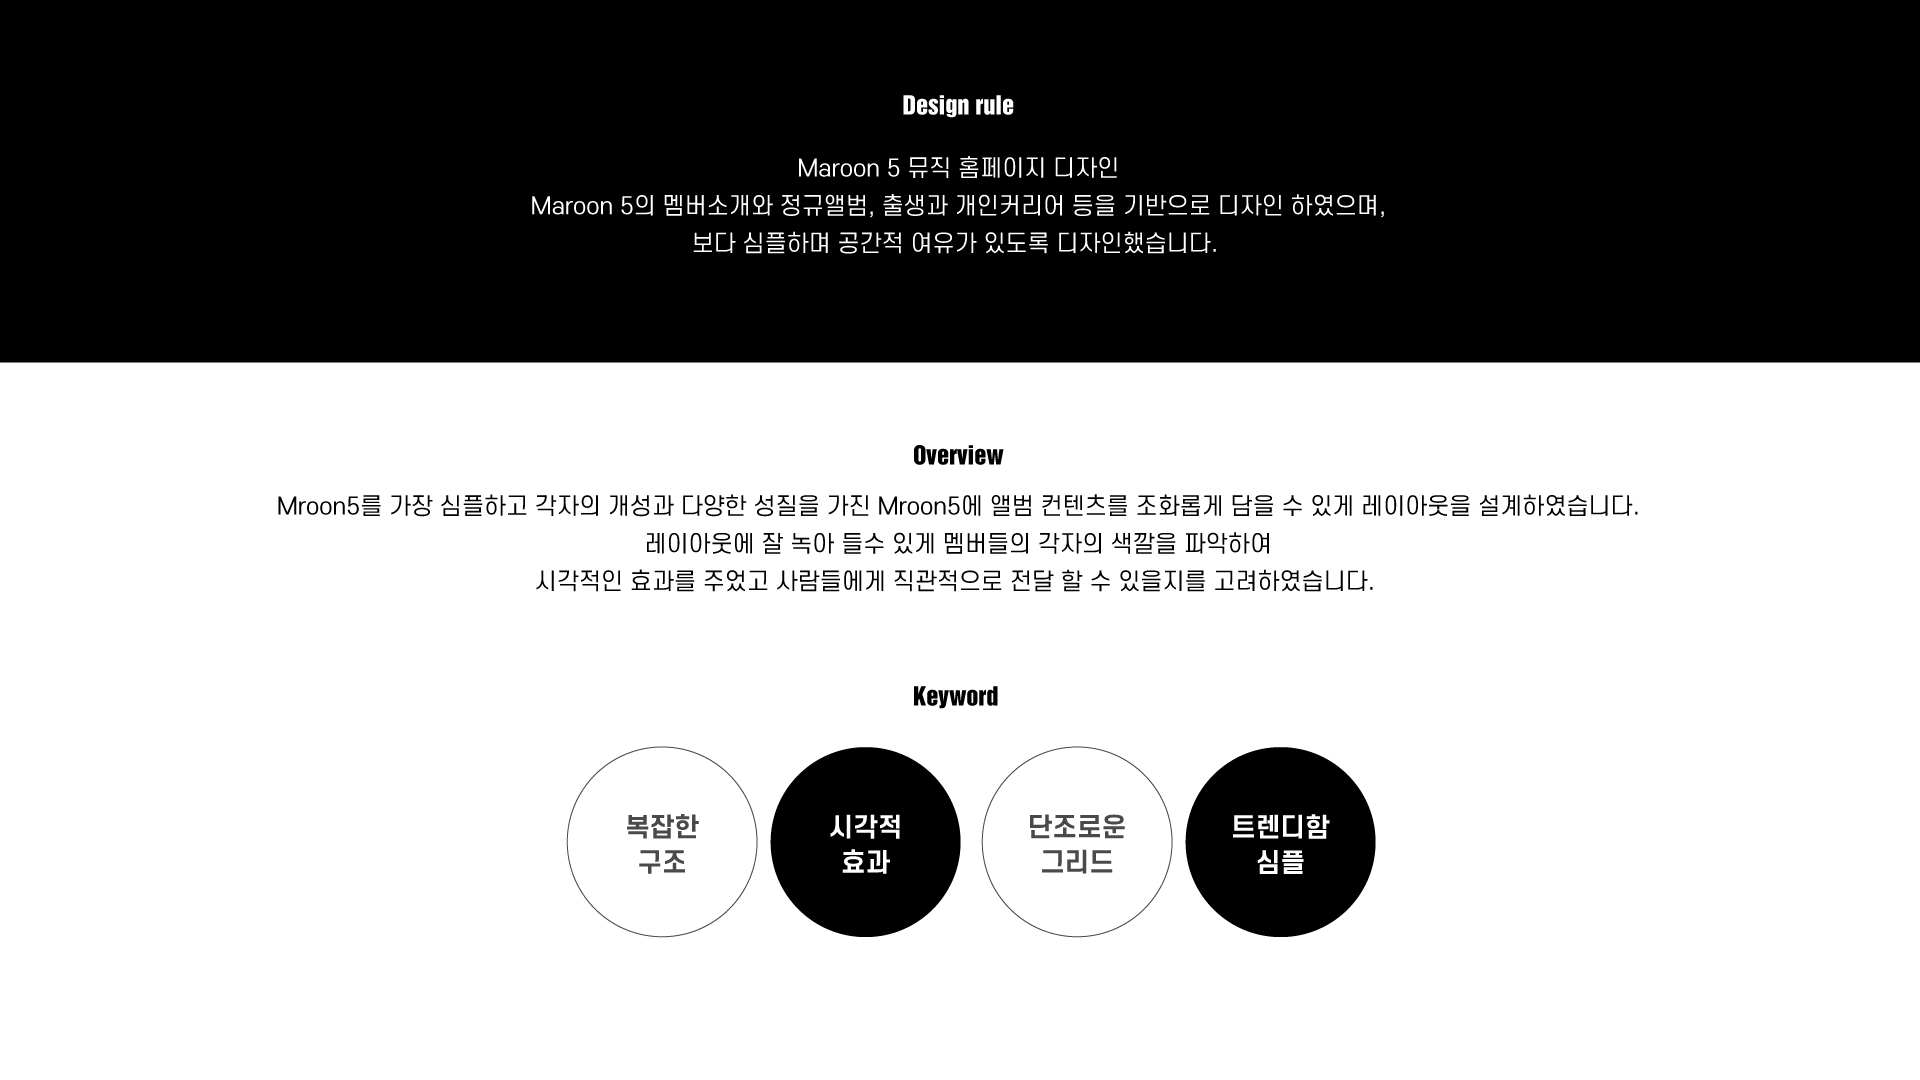 Design rule
Maroon 5 뮤직 홈페이지 디자인
Maroon 5의 멤버소개와 정규앨범, 출생과 개인커리어 등을 기반으로 디자인 하였으며,
보다 심플하며 공간적 여유가 있도록 디자인했습니다.
Overview
Mroon5를 가장 심플하고 각자의 개성과 다양한 성질을 가진 Mroon5에 앨범 컨텐츠를 조화롭게 담을 수 있게 레이아웃을 설계하였습니다.
레이아웃에 잘 녹아 들수 있게 멤버들의 각자의 색깔을 파악하여
시각적인 효과를 주었고 사람들에게 직관적으로 전달 할 수 있을지를 고려하였습니다.
Keyword
복잡한
구조
시각적
효과
단조로운
그리드
트렌디함
심플